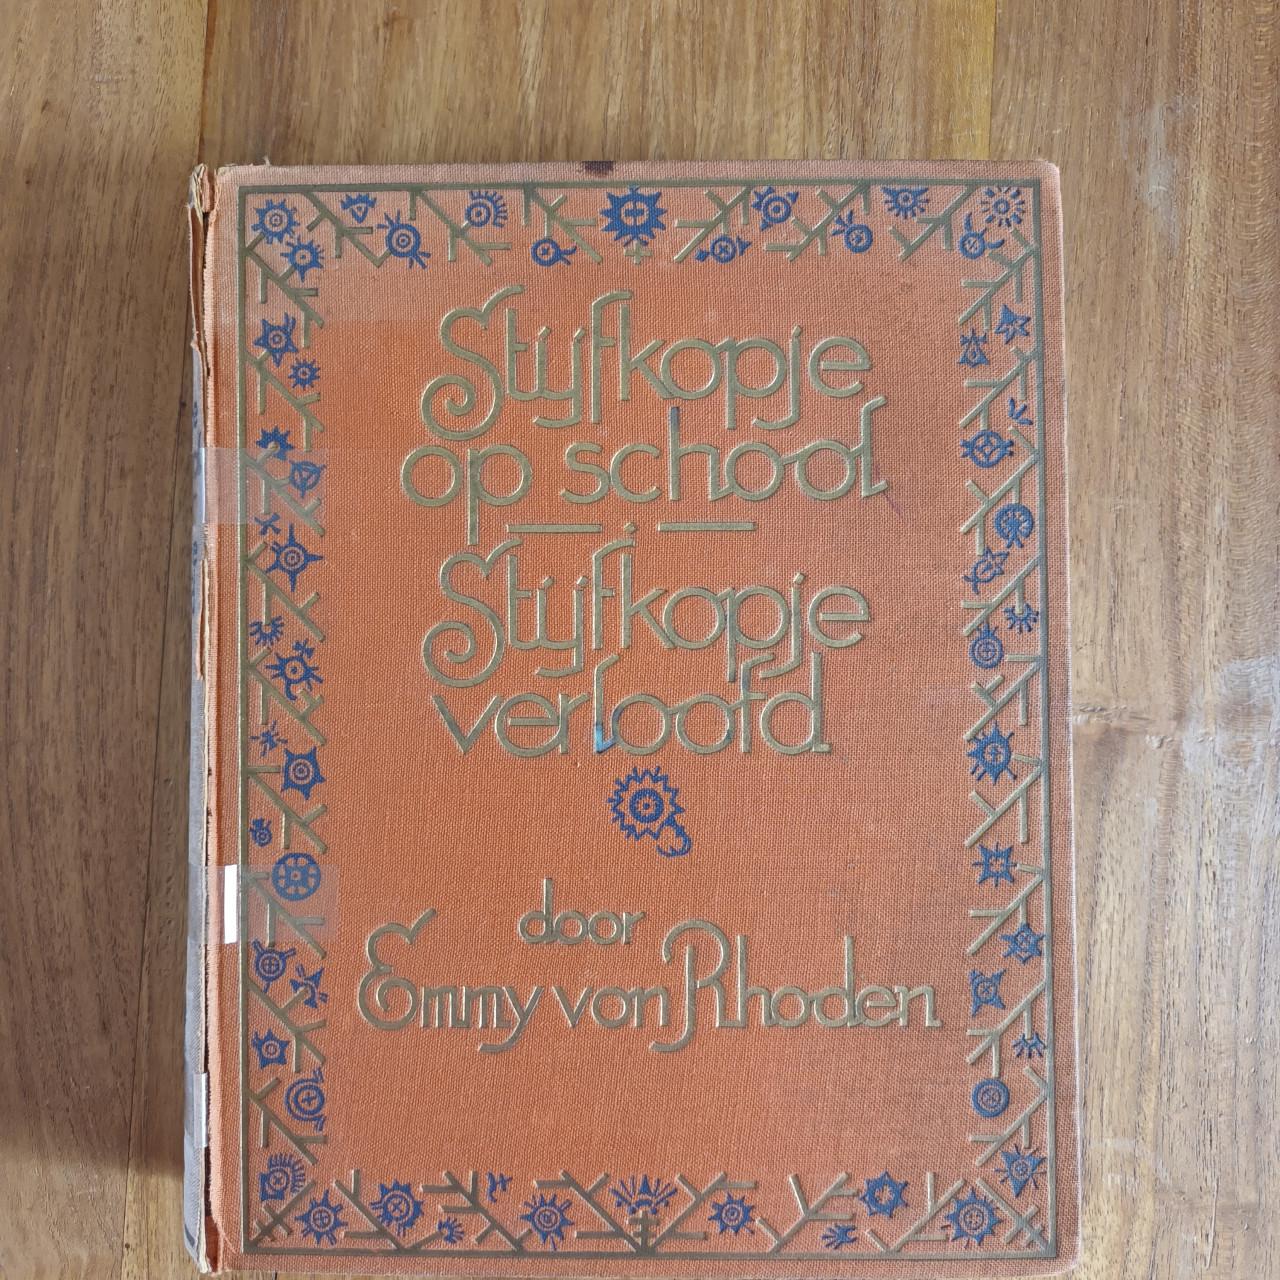 Stijfkopje
op school
Stijfkopje
verloofd
door
Emmy von Rhoden